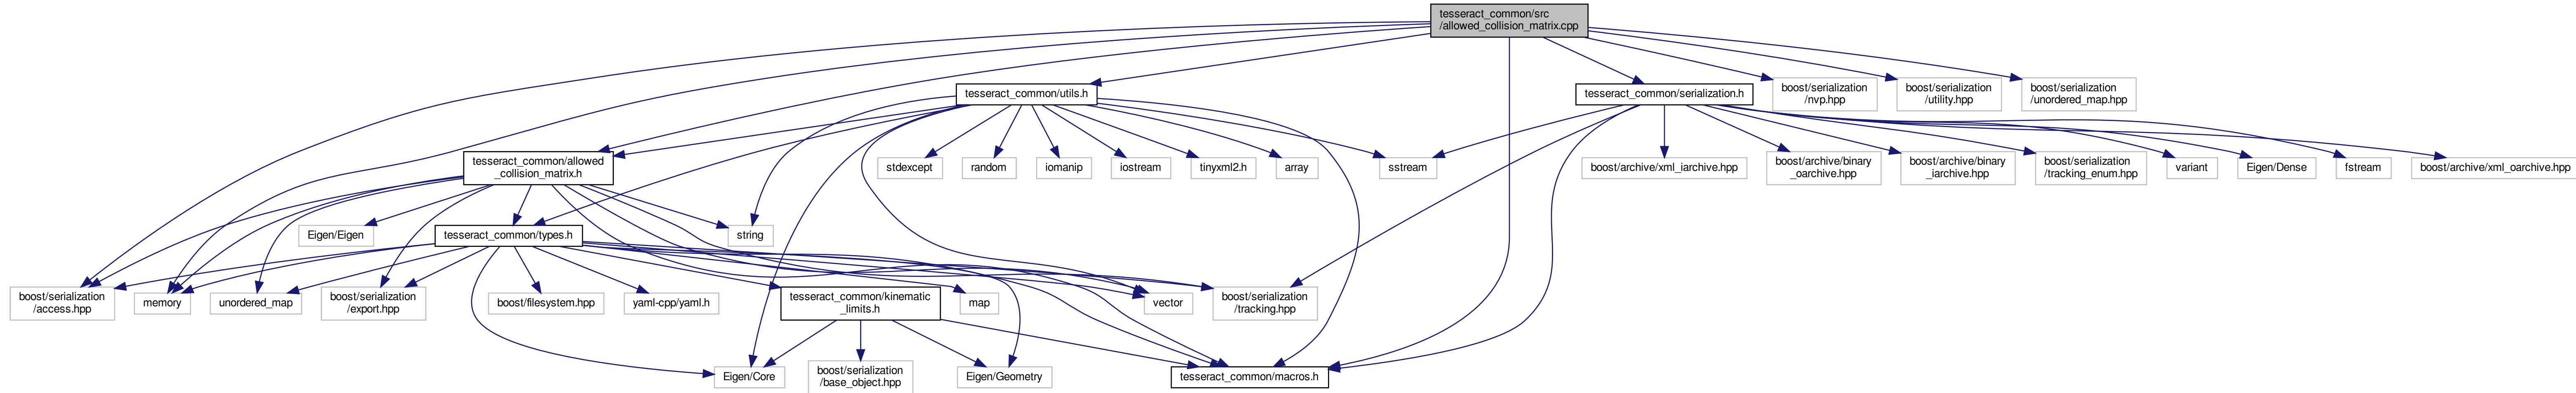 tesseract_common/src
/allowed_collision_matrix.cpp
tesseract_common/utils.h
tesseract_common/serialization.h
boost/serialization
/nvp.hpp
boost/serialization
/utility.hpp
boost/serialization
/unordered_map.hpp
tesseract_common/allowed
_collision_matrix.h
stdexcept
random
iomanip
iostream
tinyxml2.h
array
sstream
boost/archive/xml_iarchive.hpp
boost/archive/binary
_oarchive.hpp
boost/archive/binary
_iarchive.hpp
boost/serialization
/tracking_enum.hpp
variant
Eigen/Dense
fstream
boost/archive/xml_oarchive.hpp
Eigen/Eigen
tesseract_common/types.h
string
boost/serialization
/access.hpp
memory
unordered_map
boost/serialization
/export.hpp
boost/filesystem.hpp
yaml-cpp/yaml.h
tesseract_common/kinematic
_limits.h
map
vector
boost/serialization
/tracking.hpp
Eigen/Core
boost/serialization
/base_object.hpp
Eigen/Geometry
tesseract_common/macros.h